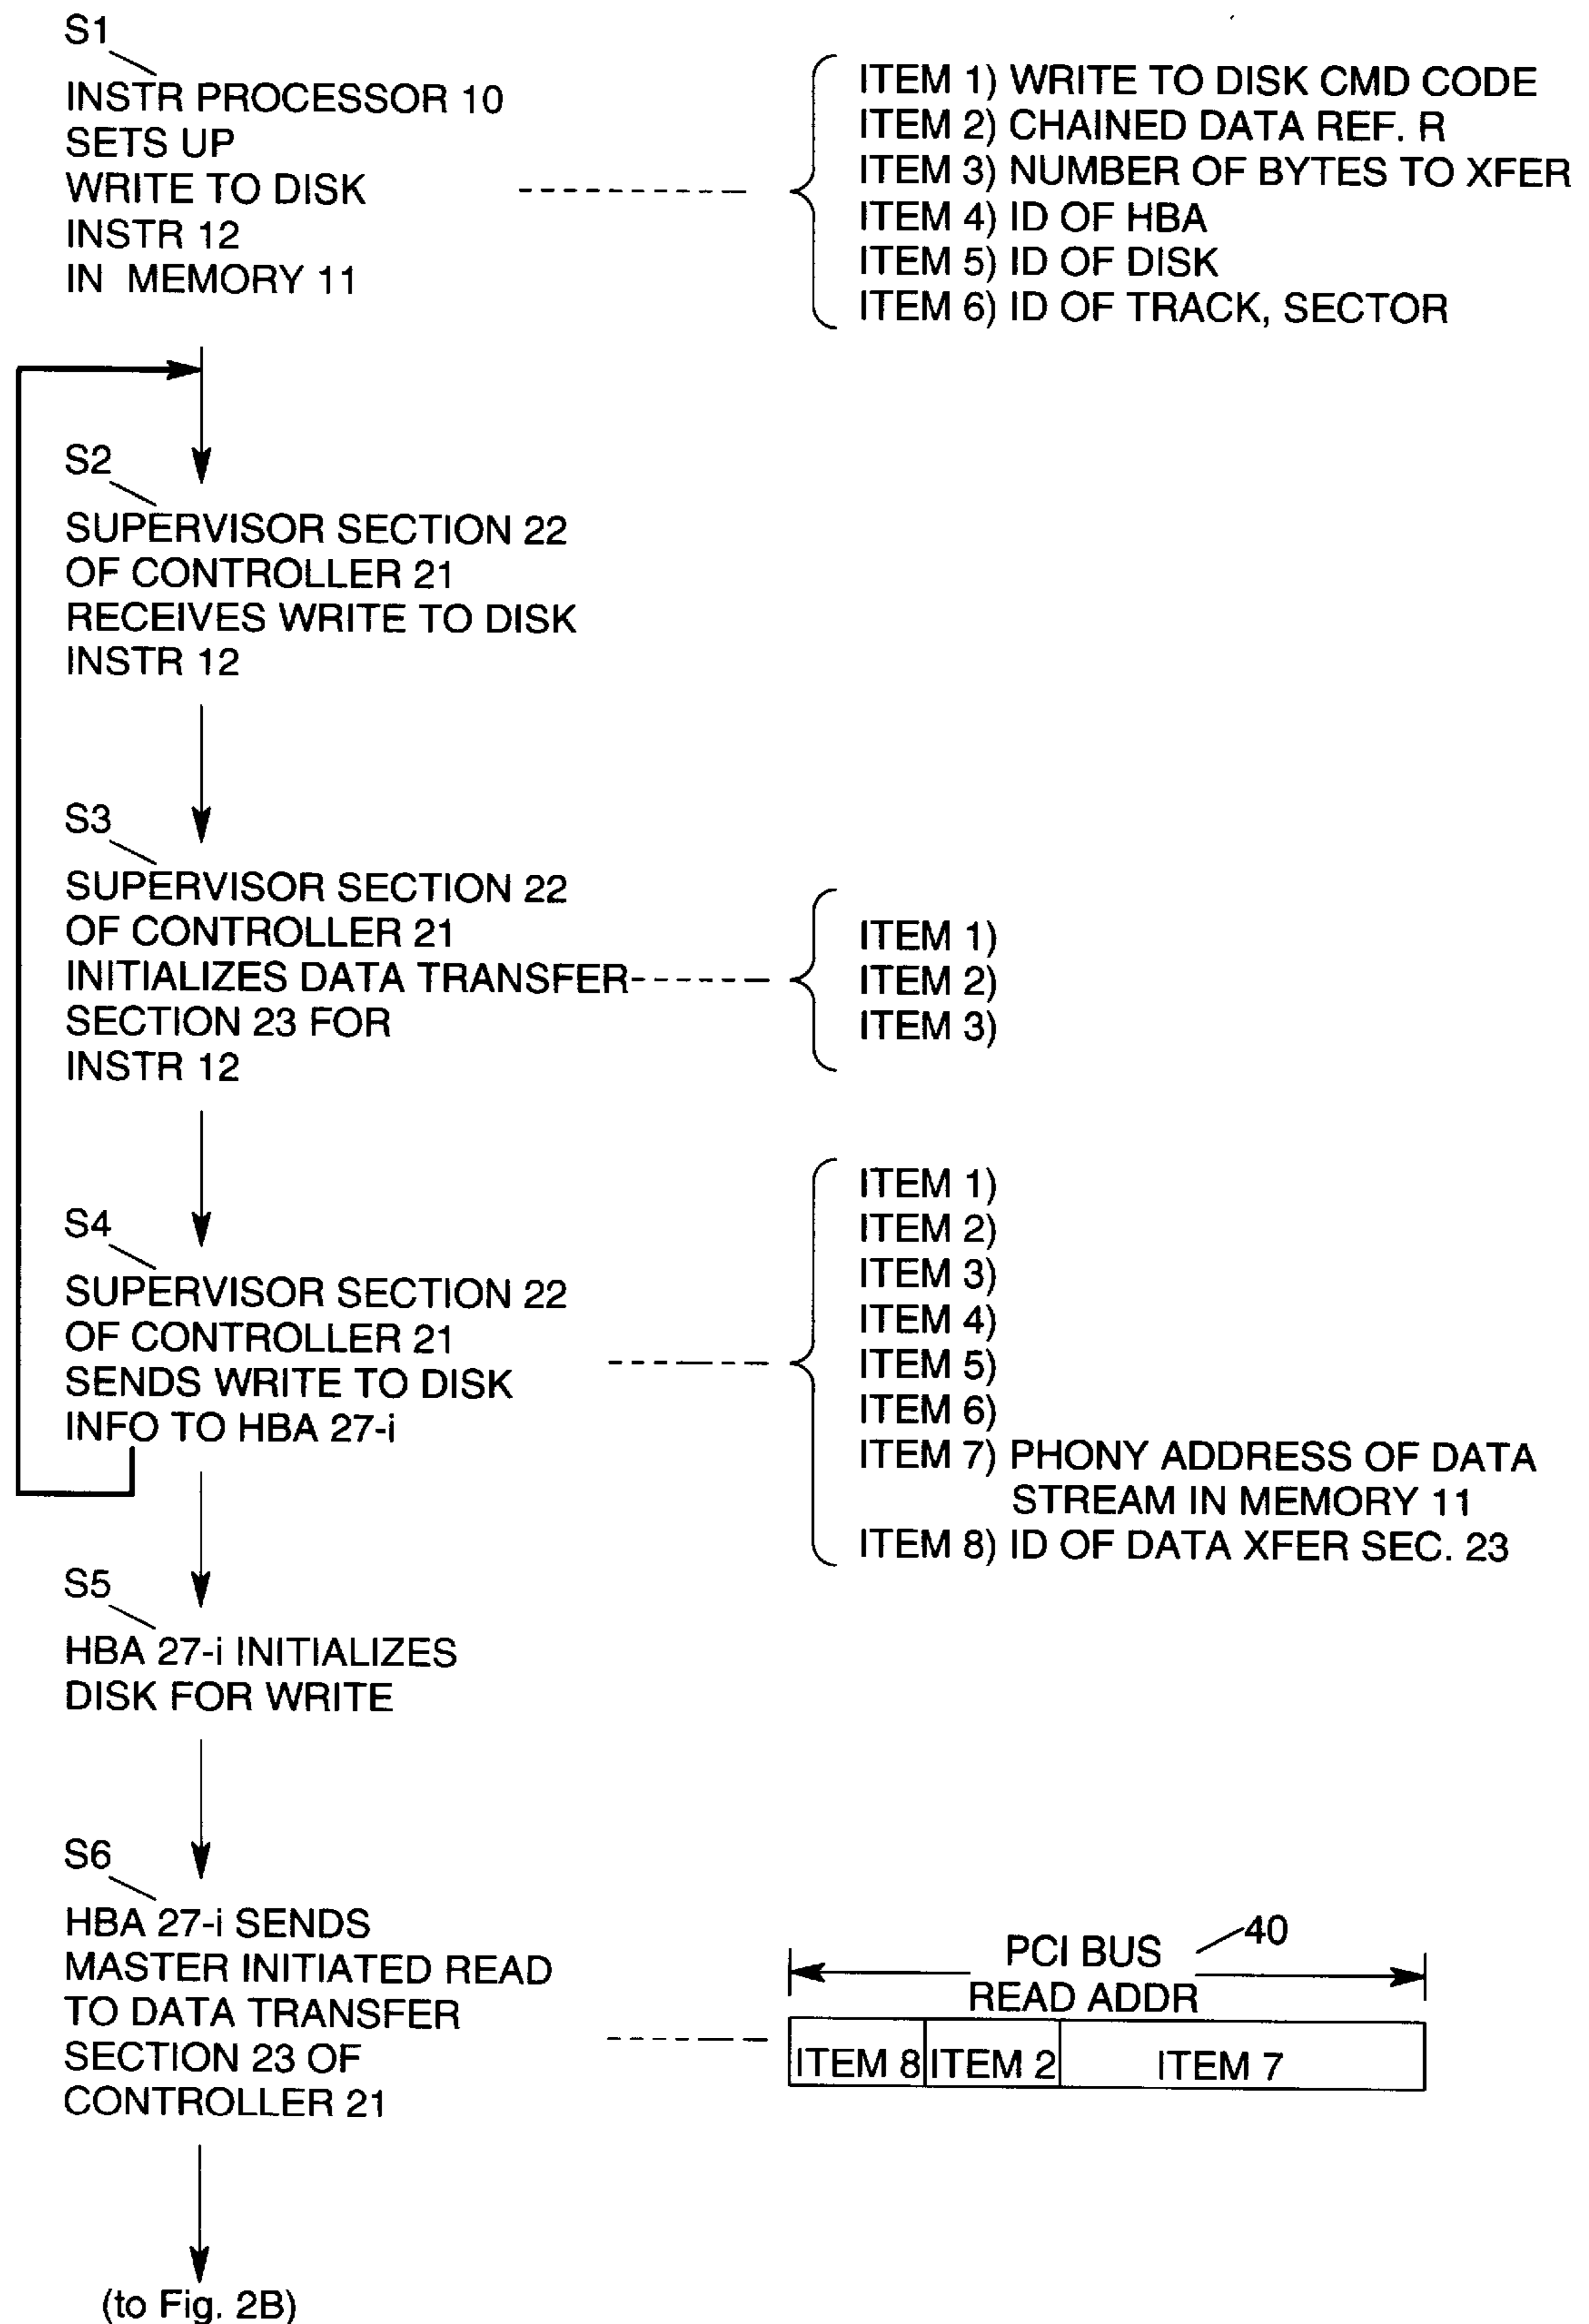 S1
INSTR PROCESSOR 10
SETS UP
WRITE TO DISK
INSTR 12
IN MEMORY 11
ITEM 1) WRITE TO DISK CMD CODE
ITEM 2) CHAINED DATA REF. R
ITEM 3) NUMBER OF BYTES TO XFER
ITEM 4) ID OF HBA
ITEM 5) ID OF DISK
ITEM 6) ID OF TRACK, SECTOR
S2
SUPERVISOR SECTION 22
OF CONTROLLER 21
RECEIVES WRITE TO DISK
INSTR 12
S3
SUPERVISOR SECTION 22
OF CONTROLLER 21
INITIALIZES DATA TRANSFER
SECTION 23 FOR
INSTR 12
ITEM 1)
ITEM 2)
ITEM 3)
S4
SUPERVISOR SECTION 22
OF CONTROLLER 21
SENDS WRITE TO DISK
INFO TO HBA 27-i
ITEM 1)
ITEM 2)
ITEM 3)
ITEM 4)
ITEM 5)
ITEM 6)
ITEM 7) PHONY ADDRESS OF DATA
STREAM IN MEMORY 11
ITEM 8) ID OF DATA XFER SEC. 23
S5
HBA 27-i INITIALIZES
DISK FOR WRITE
S6
HBA 27-i SENDS
MASTER INITIATED READ
TO DATA TRANSFER
SECTION 23 OF
CONTROLLER 21
40
PCI BUS
READ ADDR
ITEM 8 ITEM 2 ITEM 7
(to Fig. 2B)